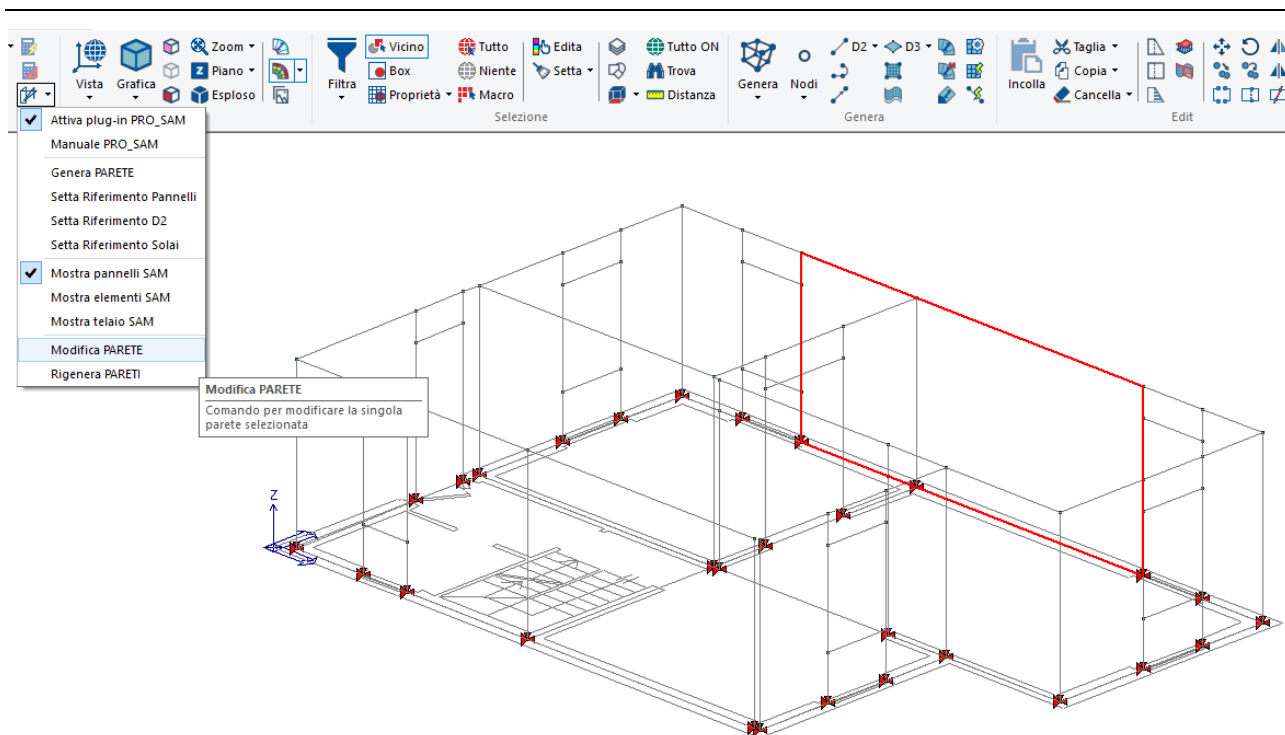 Vista
Grafica
Zoom
Piano
Esploso
Filtra
Vicino
Box
Proprietà
Tutto
Niente
Macro
Edita
Setta
Tutto ON
Trova
Distanza
Selezione
Genera
Nodi
D2
D3
Genera
Incolla
Taglia
Copia
Cancella
Edit
Attiva plug-in PRO_SAM
Manuale PRO_SAM
Genera PARETE
Setta Riferimento Pannelli
Setta Riferimento D2
Setta Riferimento Solai
Mostra pannelli SAM
Mostra elementi SAM
Mostra telaio SAM
Modifica PARETE
Rigenera PARETI
Modifica PARETE
Comando per modificare la singola
parete selezionata
Z